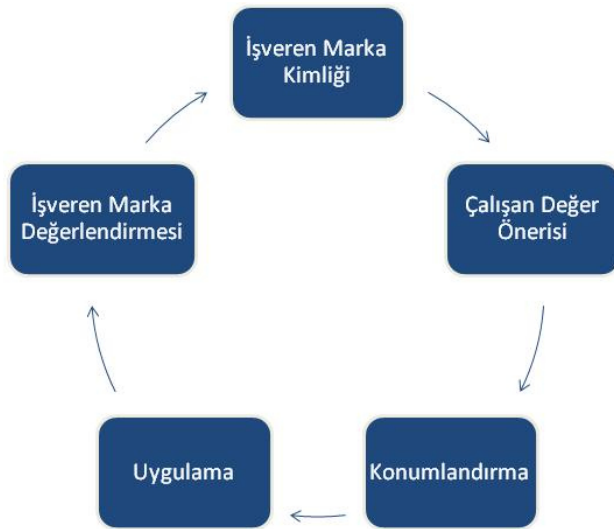 İşveren Marka
Kimliği
Çalışan Değer
Önerisi
Konumlandırma
Uygulama
İşveren Marka
Değerlendirmesi